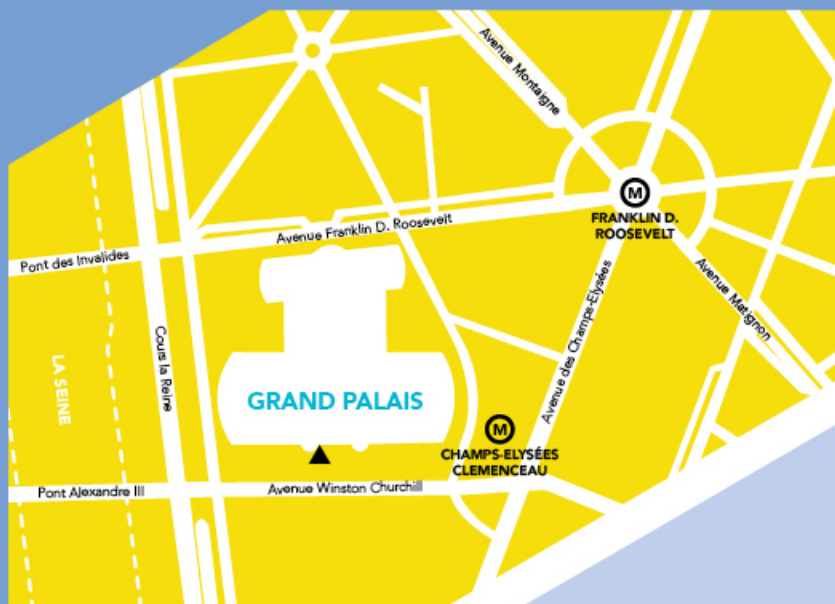 Avenue Montaigne
M
FRANKLIN D.
ROOSEVELT
Avenue Franklin D. Roosevelt
Pont des Invalides
Avenue Matignon
Avenue des Champs-Elysées
Cours la Reine
LA SEINE
GRAND PALAIS
M
CHAMPS-ELYSÉES
CLEMENCEAU
Pont Alexandre III
Avenue Winston Churchill